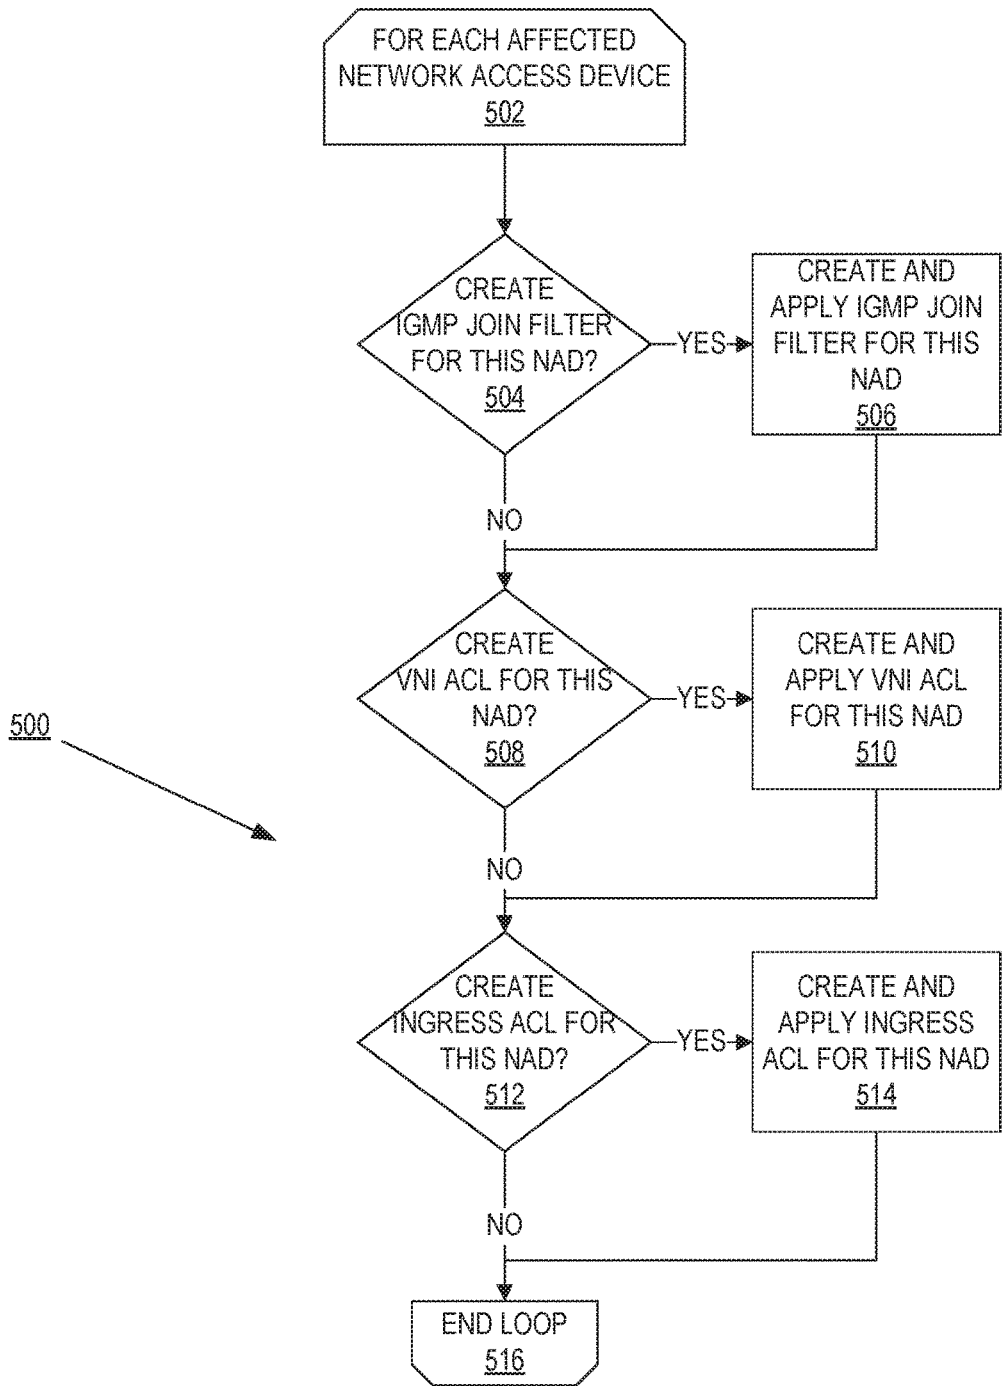 FOR EACH AFFECTED
NETWORK ACCESS DEVICE
502
CREATE
IGMP JOIN FILTER
FOR THIS NAD?
504
YES
CREATE AND
APPLY IGMP JOIN
FILTER FOR THIS
NAD
506
NO
CREATE
VNI ACL FOR THIS
NAD?
508
YES
CREATE AND
APPLY VNI ACL
FOR THIS NAD
510
500
NO
CREATE
INGRESS ACL FOR
THIS NAD?
512
YES
CREATE AND
APPLY INGRESS
ACL FOR THIS NAD
514
NO
END LOOP
516